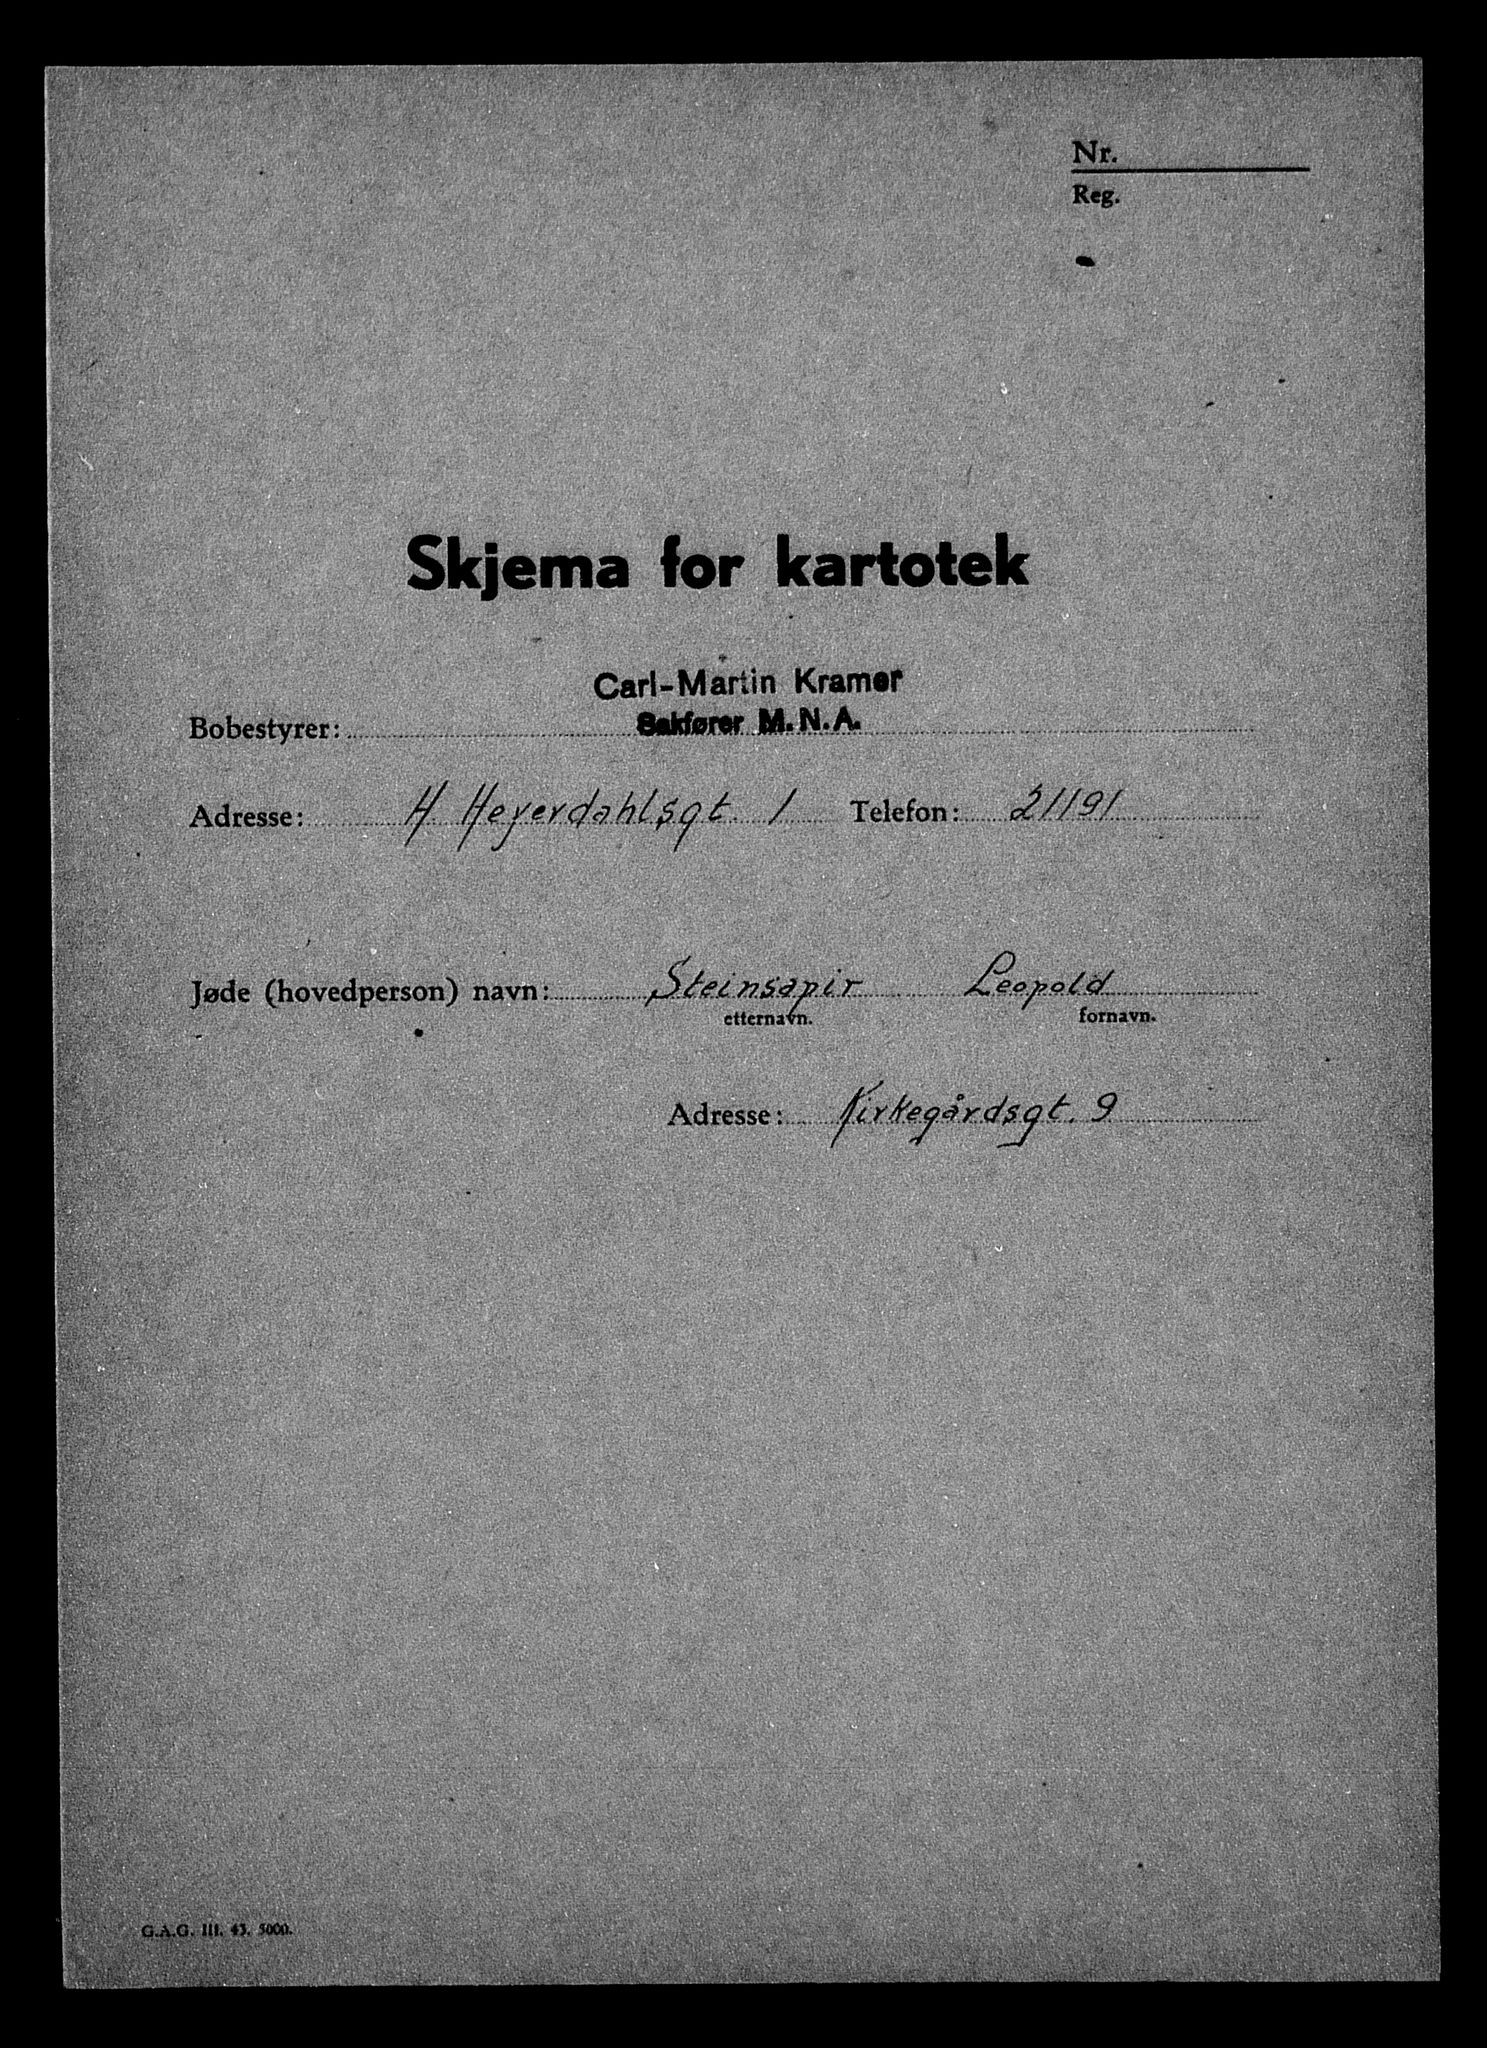 Nr.
Reg.
Skjema for kartotek
Carl-Martin Kramer
Bobestyrer: Sakfører M.N.A.
Adresse: H Heyerdahlsgt. 1 Telefon: 21191
Jøde (hovedperson) navn: Steinsapir Leopold
etternavn. fornavn.
Adresse: Kirkegårdsgt. 9
G.A.G. III. 43. 5000.